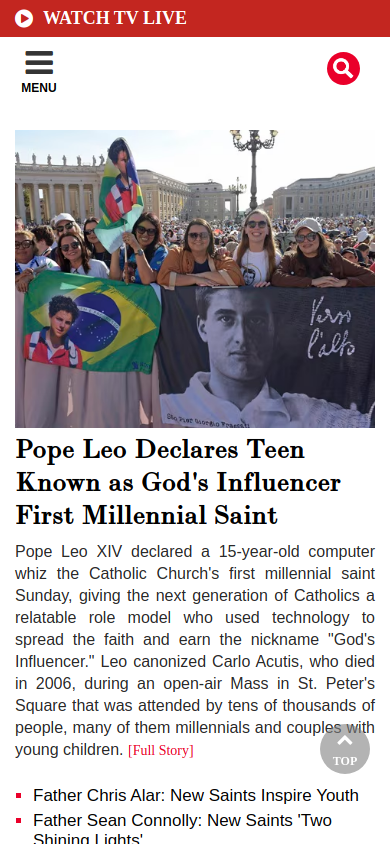 WATCH TV LIVE
MENU
Verso
l'alto
Pope Leo Declares Teen
Known as God's Influencer
First Millennial Saint
Pope Leo XIV declared a 15-year-old computer
whiz the Catholic Church's first millennial saint
Sunday, giving the next generation of Catholics a
relatable role model who used technology to
spread the faith and earn the nickname "God's
Influencer." Leo canonized Carlo Acutis, who died
in 2006, during an open-air Mass in St. Peter's
Square that was attended by tens of thousands of
people, many of them millennials and couples with
young children. [Full Story]
TOP
Father Chris Alar: New Saints Inspire Youth
Father Sean Connolly: New Saints 'Two
Shining Lights'